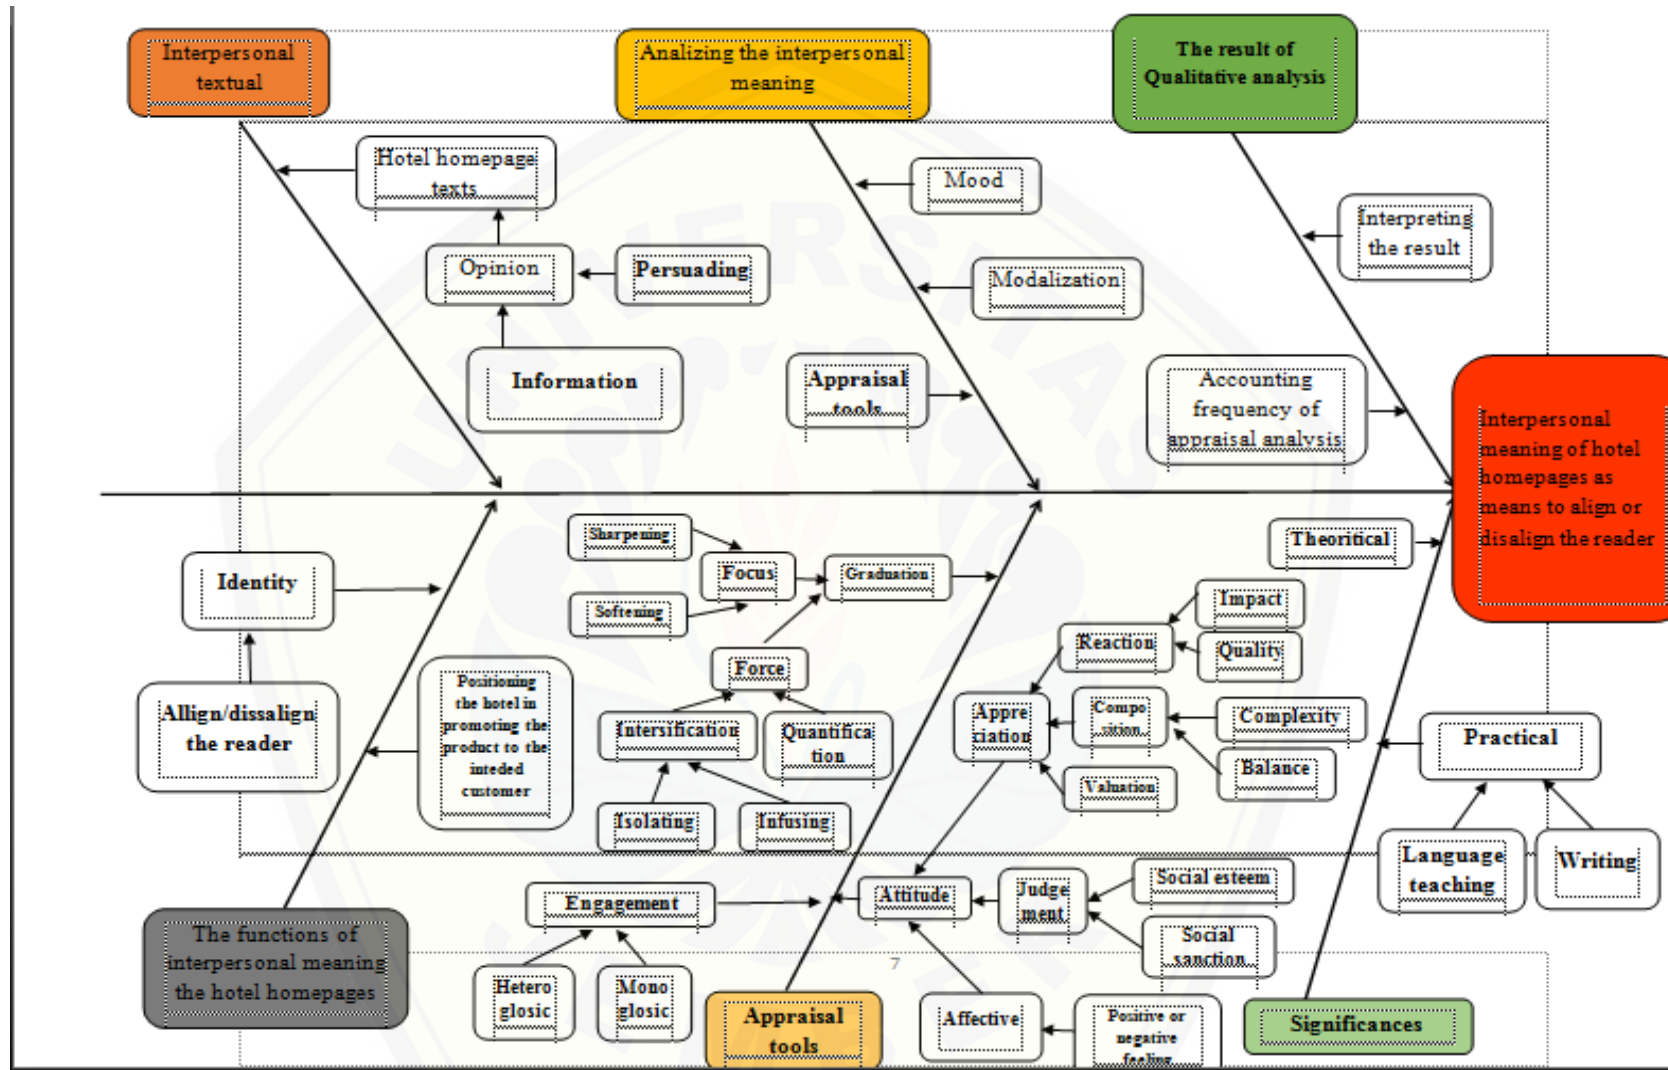 Interpersonal
textual
Analizing the interpersonal
meaning
The result of
Qualitative analysis
Hotel homepage
texts
Mood
Interpreting
the result
Opinion
Persuading
Modalization
Information
Appraisal
tools
Accounting
frequency of
appraisal analysis
Interpersonal
meaning of hotel
homepages as
means to align or
disalign the reader
Sharpening
Focus
Graduation
Softening
Theoritical
Identity
Impact
Reaction
Quality
Force
Allign/dissalign
the reader
Positioning
the hotel in
promoting the
product to the
inteded
customer
Intersification
Quantifica
tion
Appre
ciation
Compo
sition
Complexity
Balance
Valuation
Practical
Isolating
Infusing
Language
teaching
Writing
Engagement
Attitude
Judge
ment
Social esteem
Social
sanction
The functions of
interpersonal meaning
the hotel homepages
Hetero
glosic
Mono
glosic
7
Appraisal
tools
Affective
Positive or
negative
feeling
Significances
UNIVERSITAS